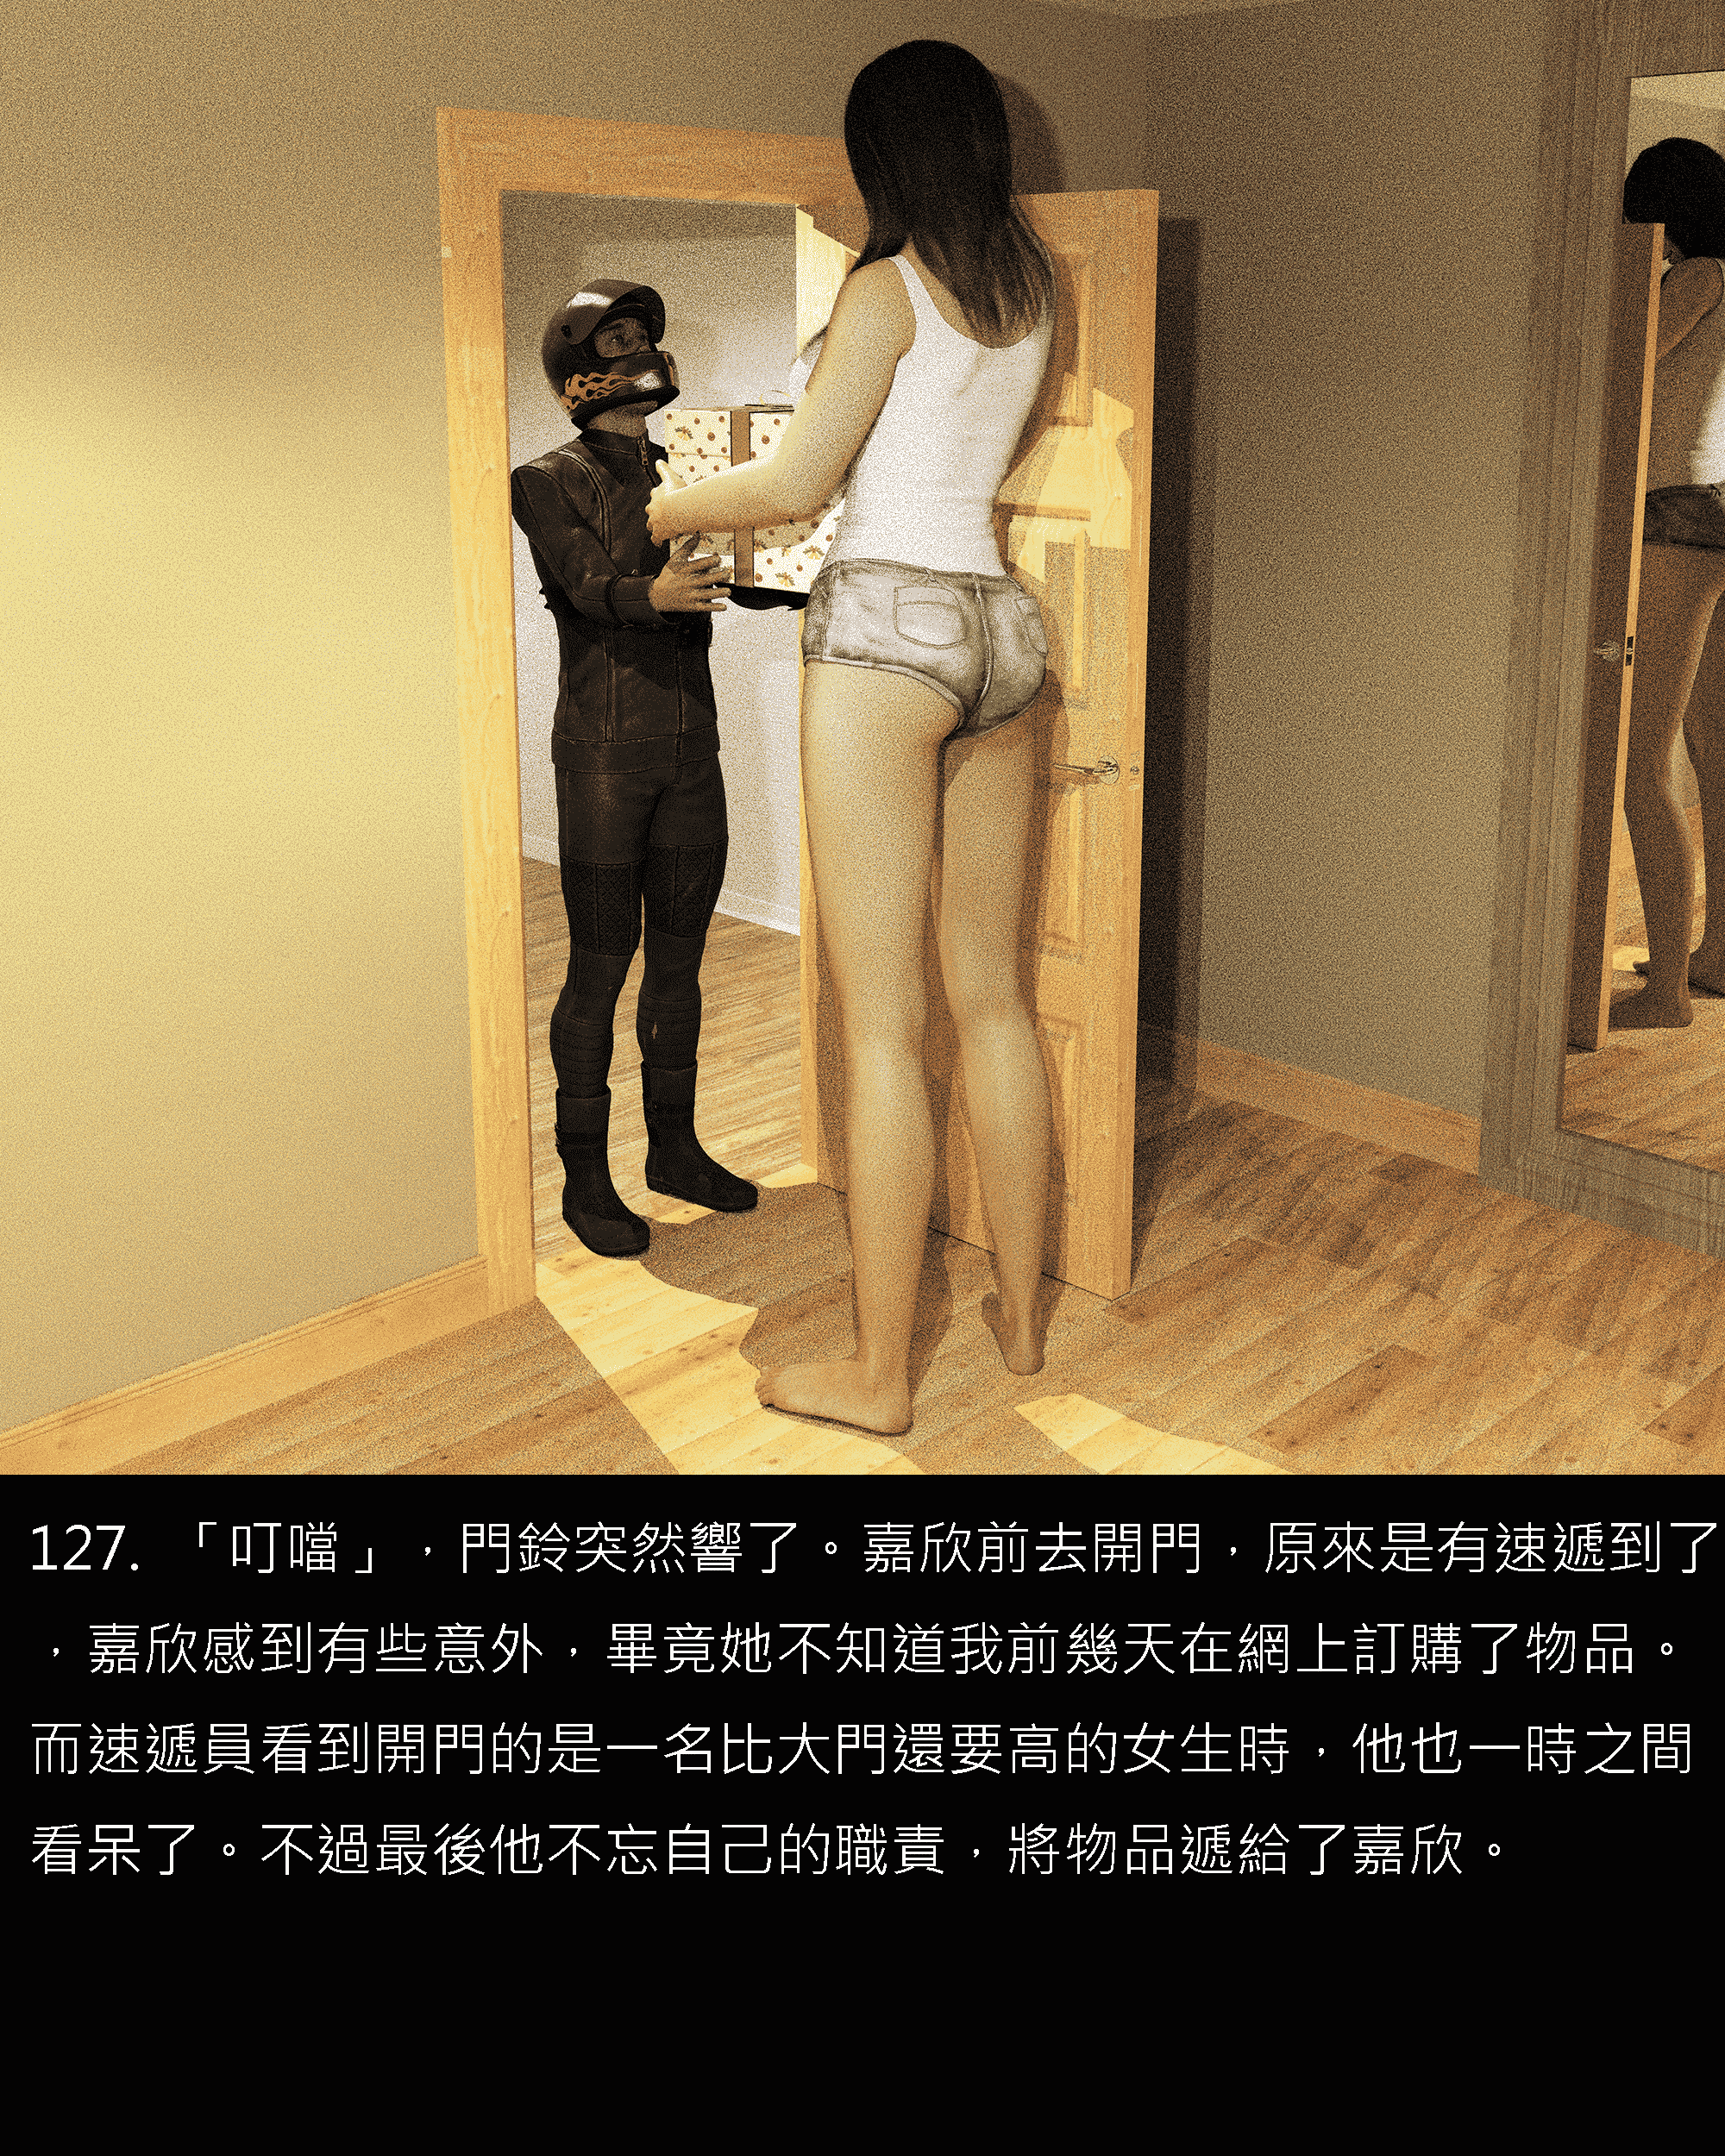 127. 「叮噹」，門鈴突然響了。嘉欣前去開門，原來是有速遞到了
，嘉欣感到有些意外，畢竟她不知道我前幾天在網上訂購了物品。
而速遞員看到開門的是一名比大門還要高的女生時，他也一時之間
看呆了。不過最後他不忘自己的職責，將物品遞給了嘉欣。